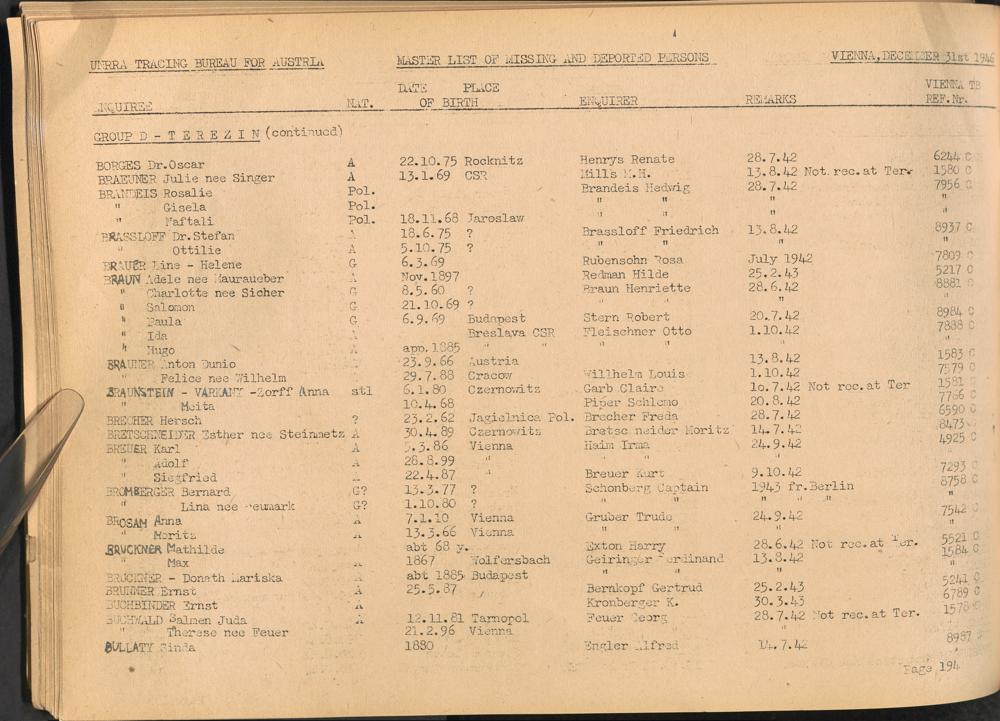 UNRRA TRACING BUREAU FOR AUSTRIA MASTER LIST OF MISSING AND DEPORTED PERSONS VIENNA, DECEMBER 31st 1946
DATE PLACE VIENNA TB
ENQUIREE NAT. OF BIRTH ENQUIRER REMARKS REF.Nr.
GROUP D - T E R E Z I N (continued)
BORGES Dr.Oscar A 22.10.75 Rocknitz Henrys Renate 28.7.42 6244 C
BRAEUNER Julie nee Singer A 13.1.69 CSR Mills M.H. 13.8.42 Not.rec.at Ter. 1580 C
BRANDEIS Rosalie Pol. Brandeis Hedwig 28.7.42 7956 C
" Gisela Pol. " " " "
" Naftali Pol. 18.11.68 Jaroslaw " " " "
BRASSLOFF Dr.Stefan A 18.6.75 ? Brassloff Friedrich 13.8.42 8937 C
" Ottilie A 5.10.75 ? " " " "
BRAUER Line - Helene G 6.3.69 Rubensohn Rosa July 1942 7809 C
BRAUN Adele nee Mauraueber A Nov.1897 Redman Hilde 25.2.43 5217 C
" Charlotte nee Sicher G 8.5.60 ? Braun Henriette 28.6.42 8881 C
" Salomon G 21.10.69 ? " " " "
" Paula G 6.9.69 Budapest Stern Robert 20.7.42 8984 C
" Ida Breslava CSR Fleischner Otto 1.10.42 7888 C
" Hugo app.1885 " " " " " "
BRAUNER Anton Dunio 23.9.66 Austria 13.8.42 1583 C
" Felice nee Wilhelm 29.7.88 Cracow Willhelm Louis 1.10.42 7579 C
BRAUNSTEIN - VARKANY -Zorff Anna stl 6.1.80 Czernowitz Garb Claire 10.7.42 Not rec.at Ter 1581
" Meita 10.4.68 Piper Schlemo 20.8.42 7786 C
BRECHER Hersch ? 23.2.62 Jagielnica Pol. Brecher Freda 28.7.42 6590 C
BRETSCHNEIDER Esther nee Steinmetz A 30.4.89 Czernowitz Bretsc neider Moritz 14.7.42 8473
BREUER Karl A 5.3.86 Vienna Haim Irma 24.9.42 4925 C
" Adolf A 28.8.99 " " " "
" Siegfried 22.4.87 Breuer Kurt 9.10.42 7293 C
BROMBERGER Bernard G? 13.3.77 ? Schonberg Captain 1943 fr.Berlin 8758 C
" Lina nee Neumark G? 1.10.80 ? " " " " " "
BROSAM Anna 7.1.10 Vienna Gruber Trude 24.9.42 7542 C
" Moritz A 13.3.66 Vienna "
BRUCKNER Mathilde abt 68 y. Exton Harry 28.6.42 Not rec.at Ter. 5521 C
" Max A 1867 Wolfersbach Geiringer Ferdinand 13.8.42 1584 C
BRUCKNER - Donath Mariska A abt 1885 Budapest " " "
BRUNNER Ernst A 25.5.87 Bernkopf Gertrud 25.2.43 5241 C
BUCHBINDER Ernst A Kronberger K. 30.3.43 6789 C
BUCHWALD Salmen Juda A 12.11.81 Tarnopol Feuer Georg 28.7.42 Not rec.at Ter. 1578
" Therese nee Feuer 21.2.96 Vienna " "
BULLATY Linda 1880 Engler Alfred 14.7.42 8987
Page 194